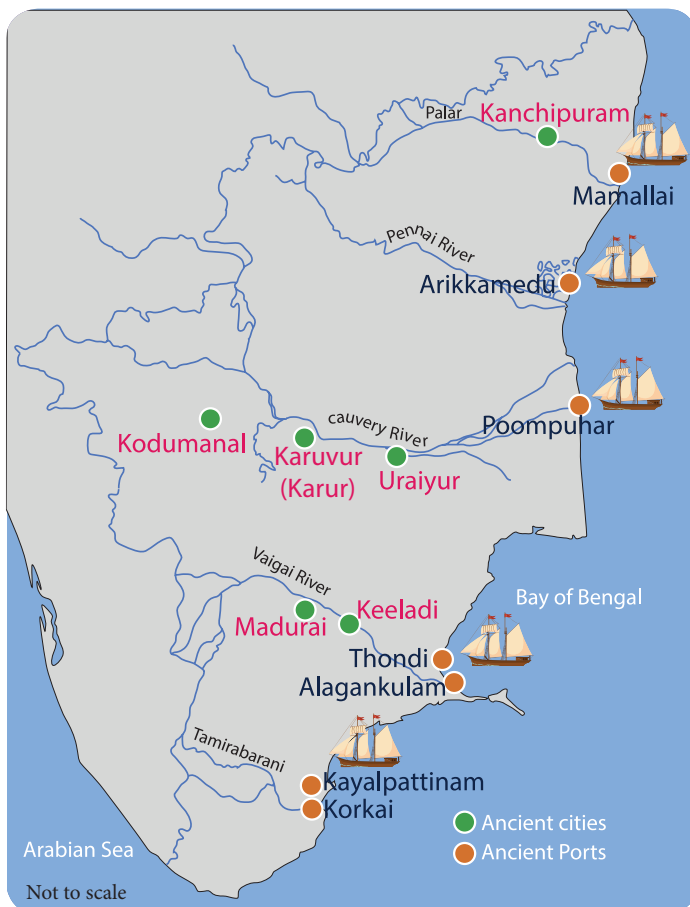 Palar
Kanchipuram
Mamallai
Pennai River
Arikkamedu
cauvery River
Poompuhar
Kodumanal
Karuvur
(Karur)
Uraiyur
Vaigai River
Keeladi
Madurai
Bay of Bengal
Thondi
Alagankulam
Tamirabarani
Kayalpattinam
Korkai
Ancient cities
Arabian Sea
Ancient Ports
Not to scale